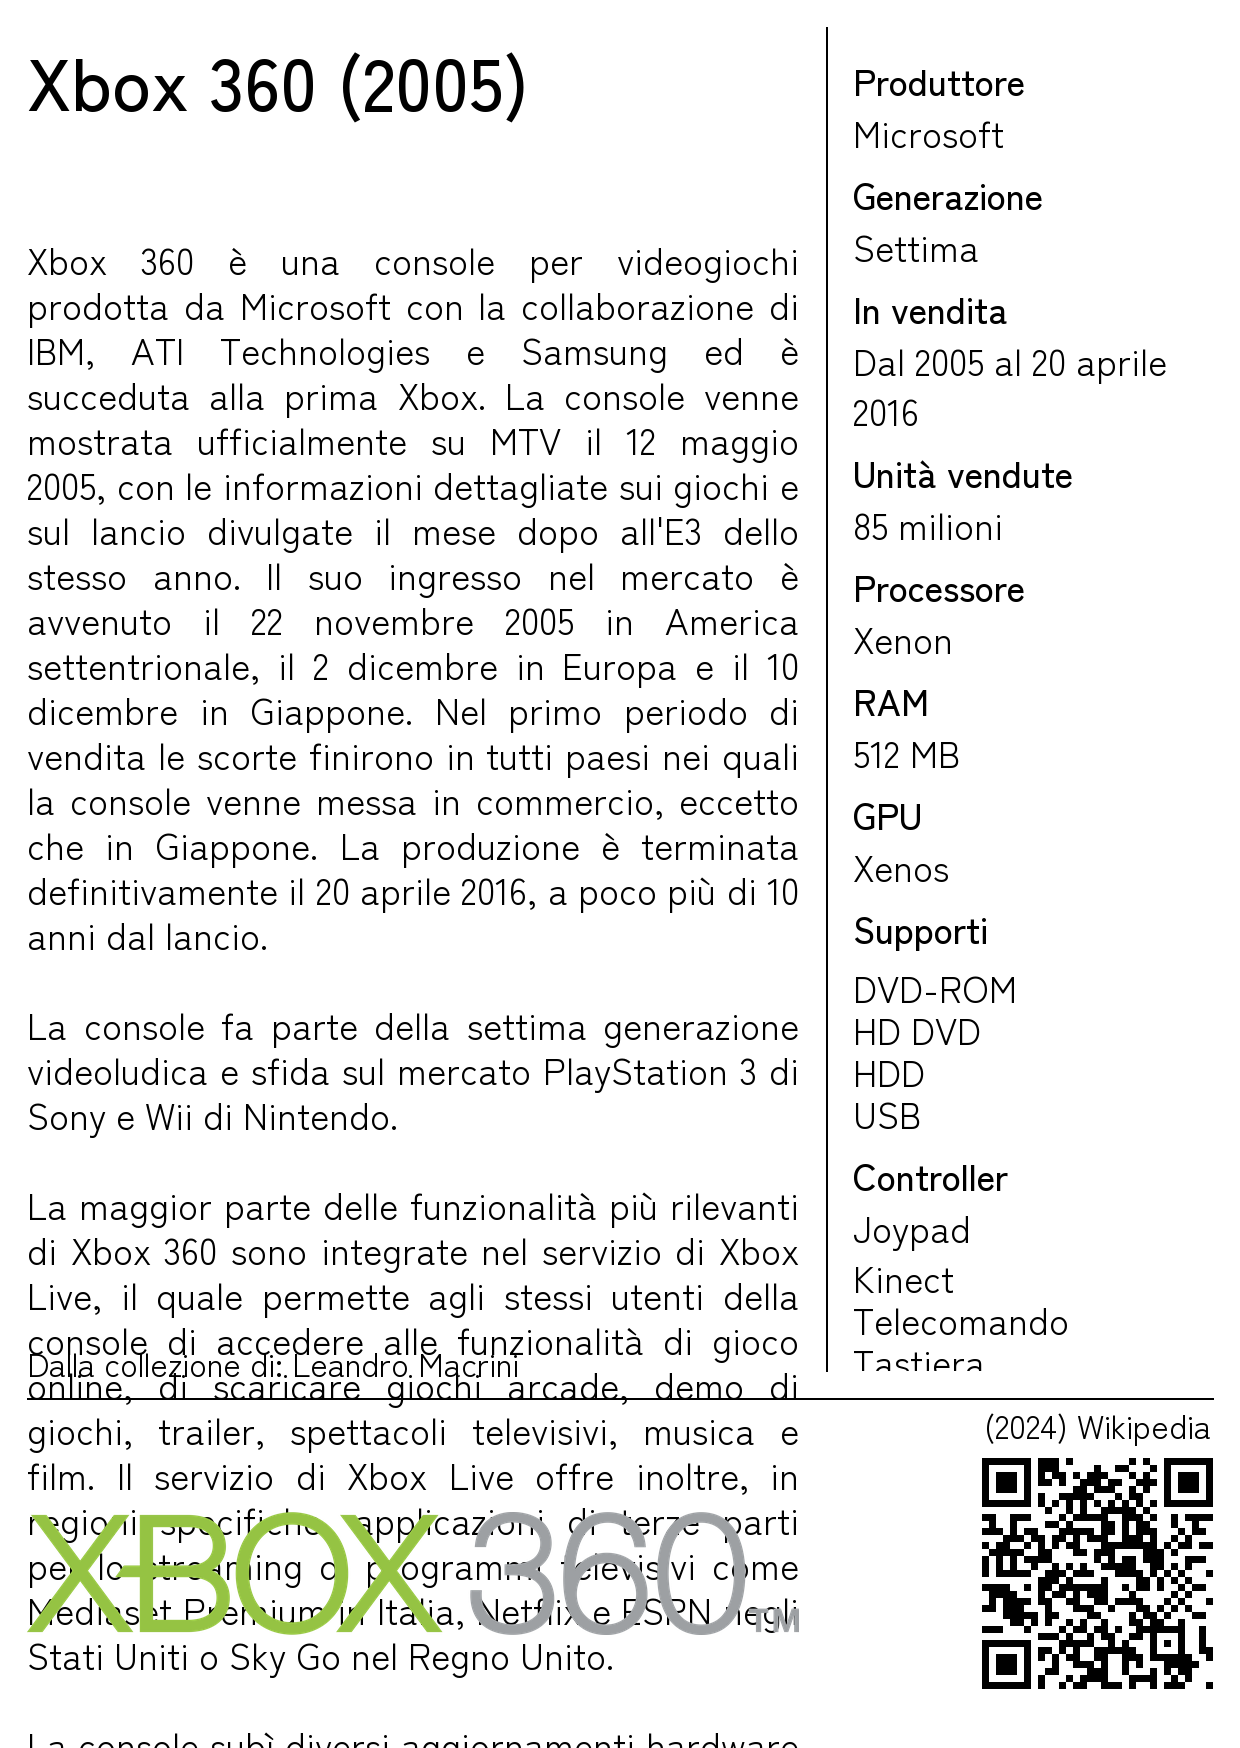 Xbox 360 (2005)
Xbox 360 è una console per videogiochi
prodotta da Microsoft con la collaborazione di
IBM, ATI Technologies e Samsung ed è
succeduta alla prima Xbox. La console venne
mostrata ufficialmente su MTV il 12 maggio
2005, con le informazioni dettagliate sui giochi e
sul lancio divulgate il mese dopo all'E3 dello
stesso anno. Il suo ingresso nel mercato è
avvenuto il 22 novembre 2005 in America
settentrionale, il 2 dicembre in Europa e il 10
dicembre in Giappone. Nel primo periodo di
vendita le scorte finirono in tutti paesi nei quali
la console venne messa in commercio, eccetto
che in Giappone. La produzione è terminata
definitivamente il 20 aprile 2016, a poco più di 10
anni dal lancio.
La console fa parte della settima generazione
videoludica e sfida sul mercato PlayStation 3 di
Sony e Wii di Nintendo.
La maggior parte delle funzionalità più rilevanti
di Xbox 360 sono integrate nel servizio di Xbox
Live, il quale permette agli stessi utenti della
console di accedere alle funzionalità di gioco
online, di scaricare giochi arcade, demo di
giochi, trailer, spettacoli televisivi, musica e
film. Il servizio di Xbox Live offre inoltre, in
regioni specifiche, applicazioni di terze parti
per lo streaming di programmi televisivi come
Mediaset Premium in Italia, Netflix e ESPN negli
Stati Uniti o Sky Go nel Regno Unito.
La console subì diversi aggiornamenti hardware
Produttore
Microsoft
Generazione
Settima
In vendita
Dal 2005 al 20 aprile
2016
Unità vendute
85 milioni
Processore
Xenon
RAM
512 MB
GPU
Xenos
Supporti
DVD-ROM
HD DVD
HDD
USB
Controller
Joypad
Kinect
Telecomando
Tastiera
Dalla collezione di: Leandro Macrini
(2024) Wikipedia
XBOX 360™